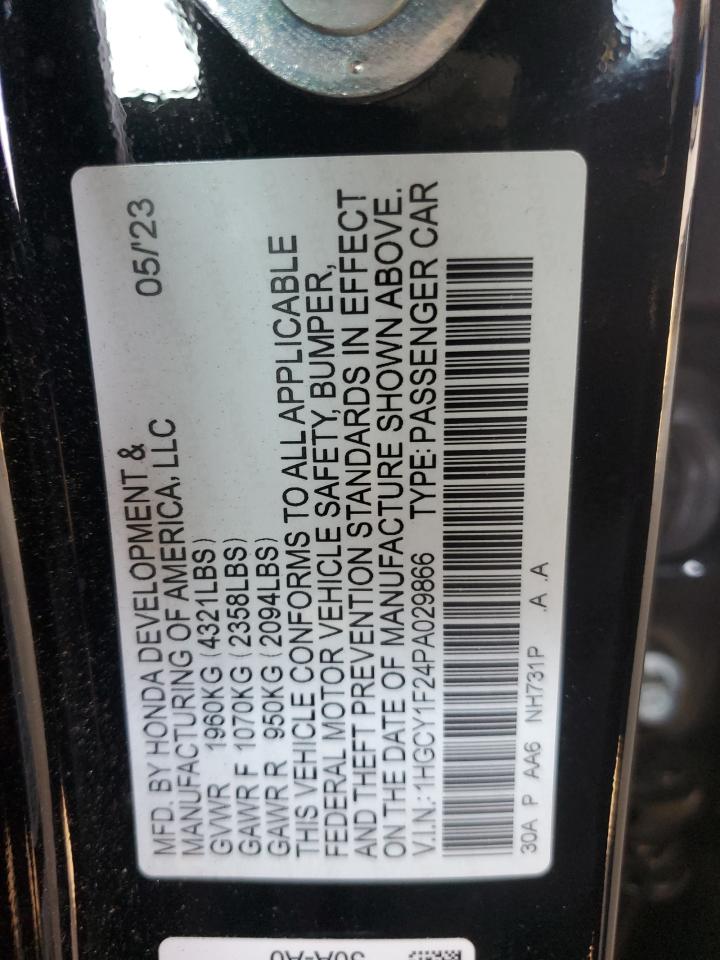 MFD. BY HONDA DEVELOPMENT & 05/'23
MANUFACTURING OF AMERICA, LLC
GVWR 1960KG (4321LBS)
GAWR F 1070KG (2358LBS)
GAWR R 950KG (2094LBS)
THIS VEHICLE CONFORMS TO ALL APPLICABLE
FEDERAL MOTOR VEHICLE SAFETY, BUMPER,
AND THEFT PREVENTION STANDARDS IN EFFECT
ON THE DATE OF MANUFACTURE SHOWN ABOVE.
V.I.N.: 1HGCY1F24PA029866 TYPE: PASSENGER CAR
30A P AA6 NH731P .A .A